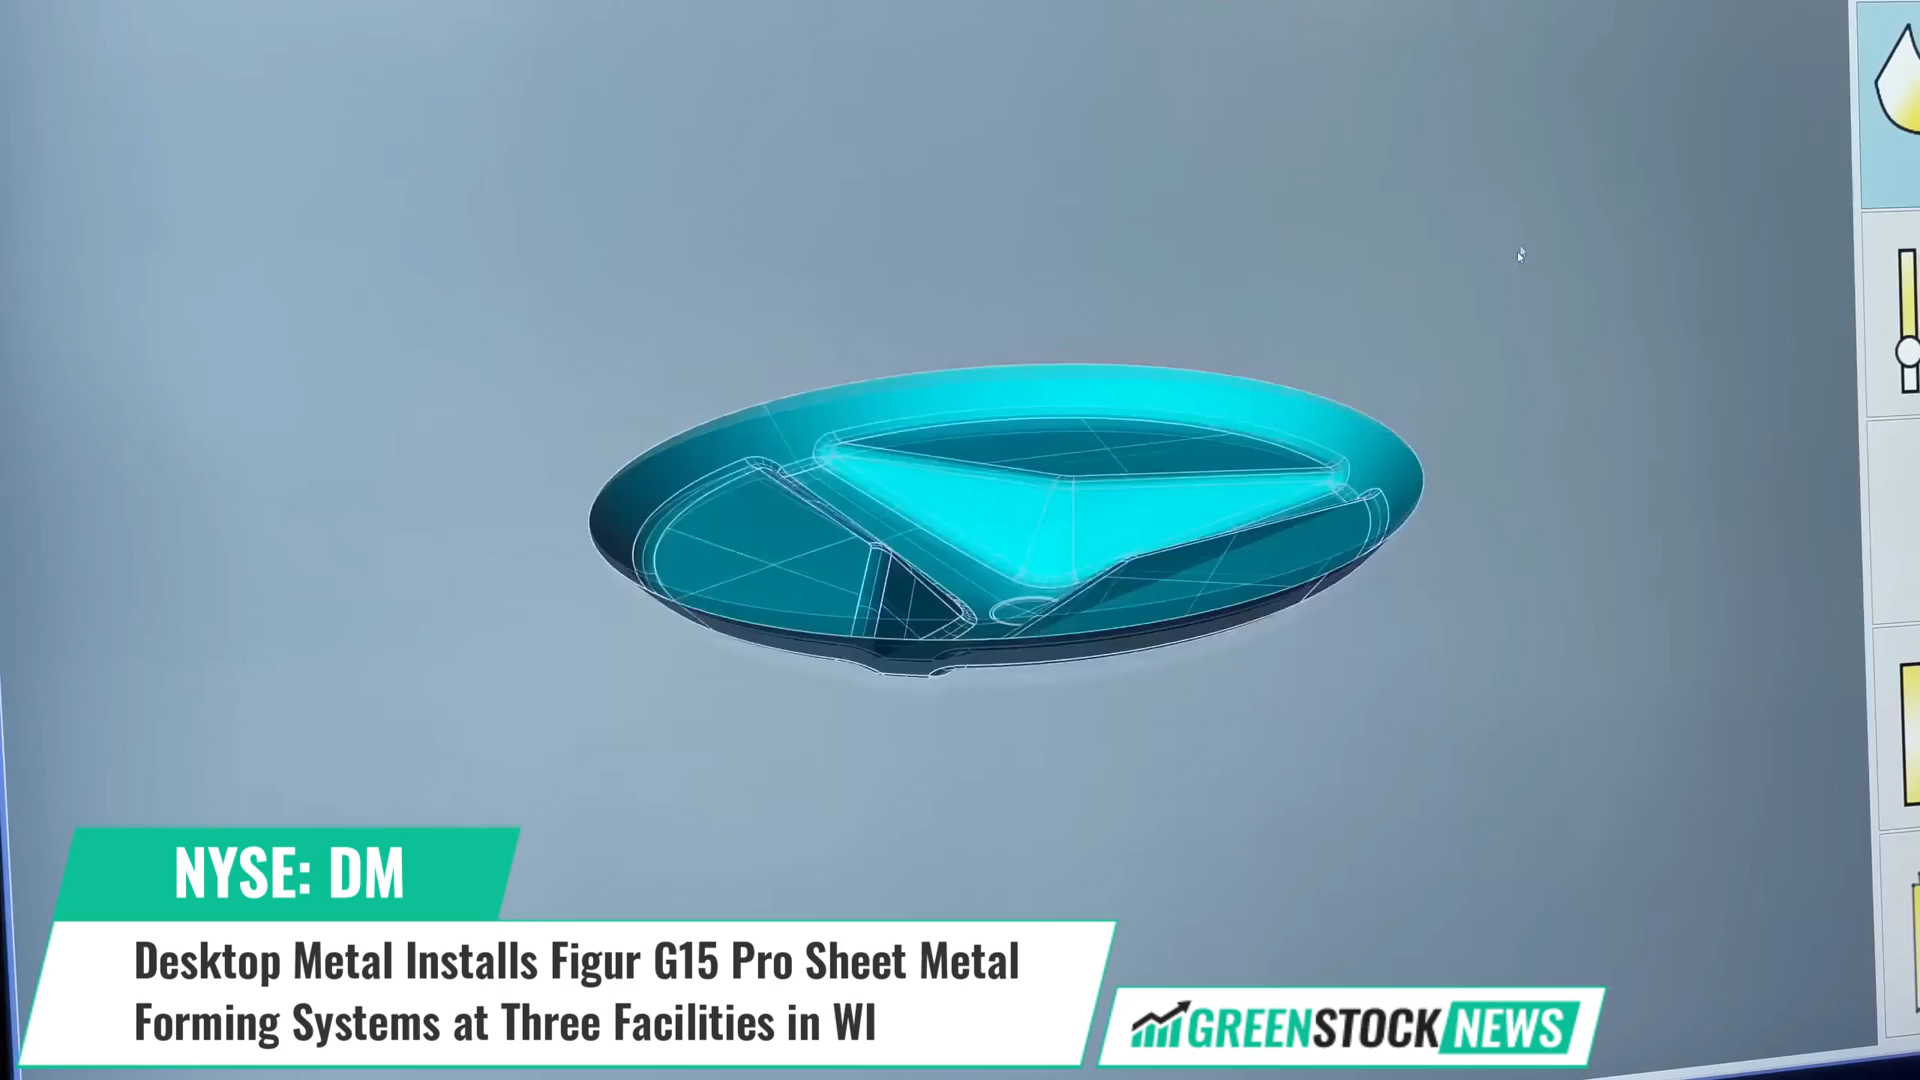 NYSE: DM
Desktop Metal Installs Figur G15 Pro Sheet Metal
Forming Systems at Three Facilities in WI
GREENSTOCK NEWS